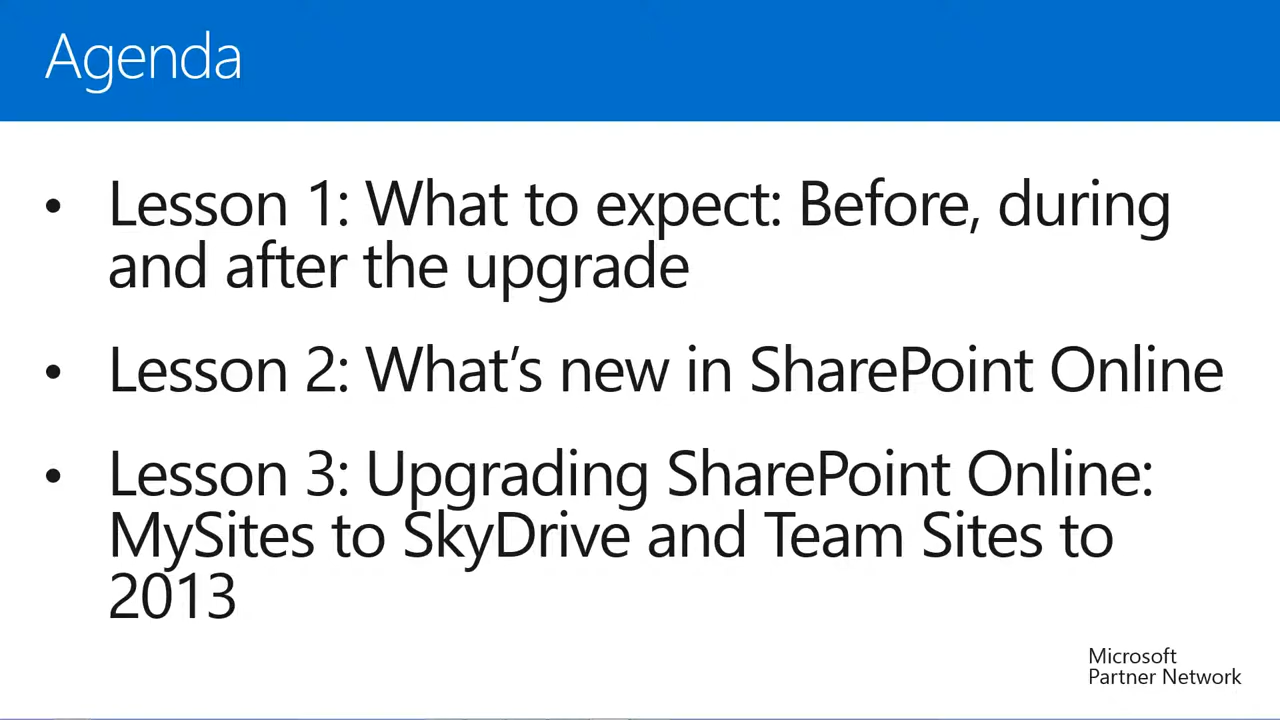 Agenda
• Lesson 1: What to expect: Before, during
and after the upgrade
• Lesson 2: What’s new in SharePoint Online
• Lesson 3: Upgrading SharePoint Online:
MySites to SkyDrive and Team Sites to
2013
Microsoft
Partner Network